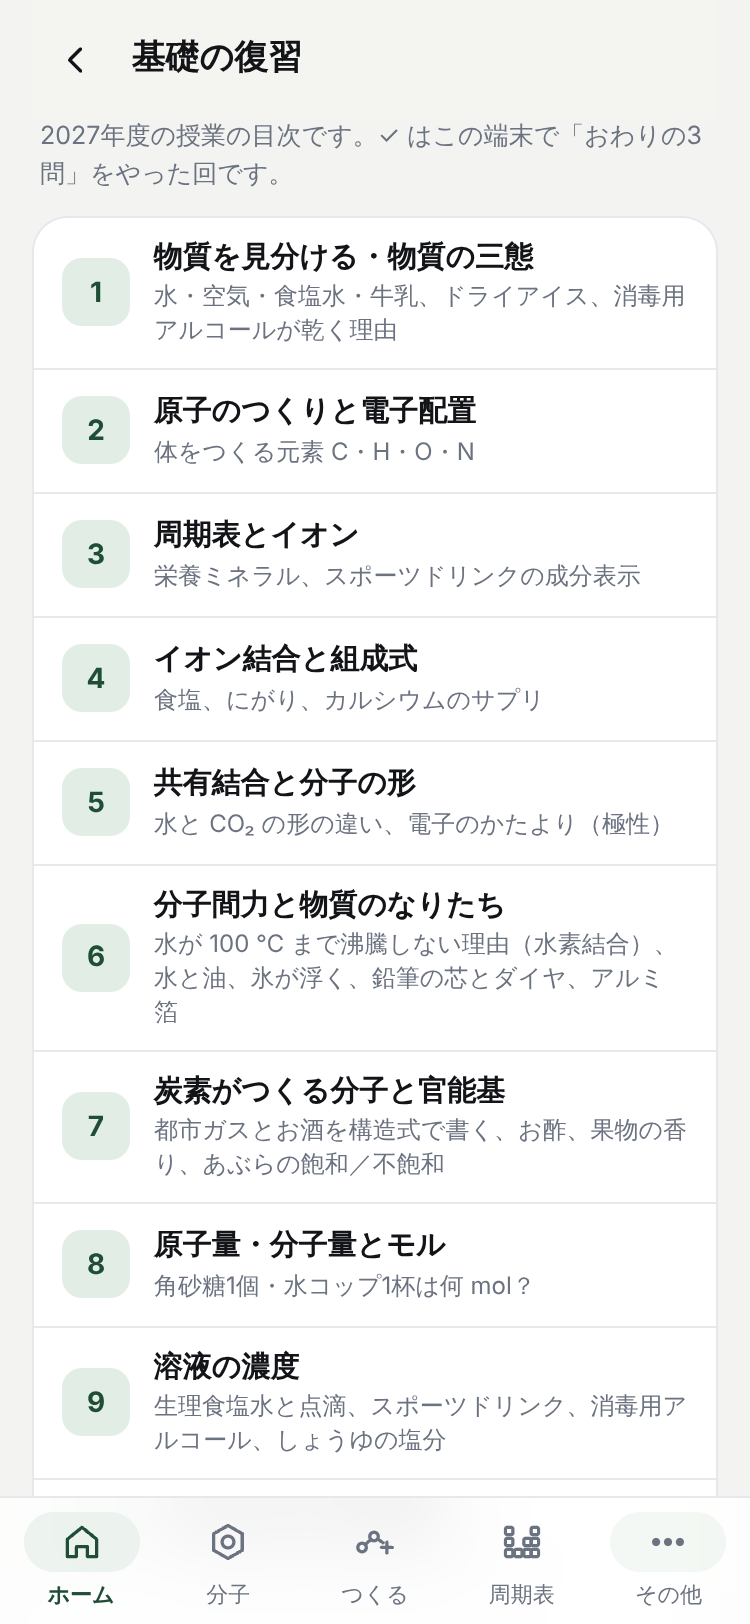 基礎の復習
2027年度の授業の目次です。✓ はこの端末で「おわりの3
問」をやった回です。
1
物質を見分ける・物質の三態
水・空気・食塩水・牛乳、ドライアイス、消毒用
アルコールが乾く理由
2
原子のつくりと電子配置
体をつくる元素 C・H・O・N
3
周期表とイオン
栄養ミネラル、スポーツドリンクの成分表示
4
イオン結合と組成式
食塩、にがり、カルシウムのサプリ
5
共有結合と分子の形
水と CO₂ の形の違い、電子のかたより（極性）
6
分子間力と物質のなりたち
水が 100 °C まで沸騰しない理由（水素結合）、
水と油、氷が浮く、鉛筆の芯とダイヤ、アルミ
箔
7
炭素がつくる分子と官能基
都市ガスとお酒を構造式で書く、お酢、果物の香
り、あぶらの飽和／不飽和
8
原子量・分子量とモル
角砂糖1個・水コップ1杯は何 mol？
9
溶液の濃度
生理食塩水と点滴、スポーツドリンク、消毒用ア
ルコール、しょうゆの塩分
ホーム
分子
つくる
周期表
その他